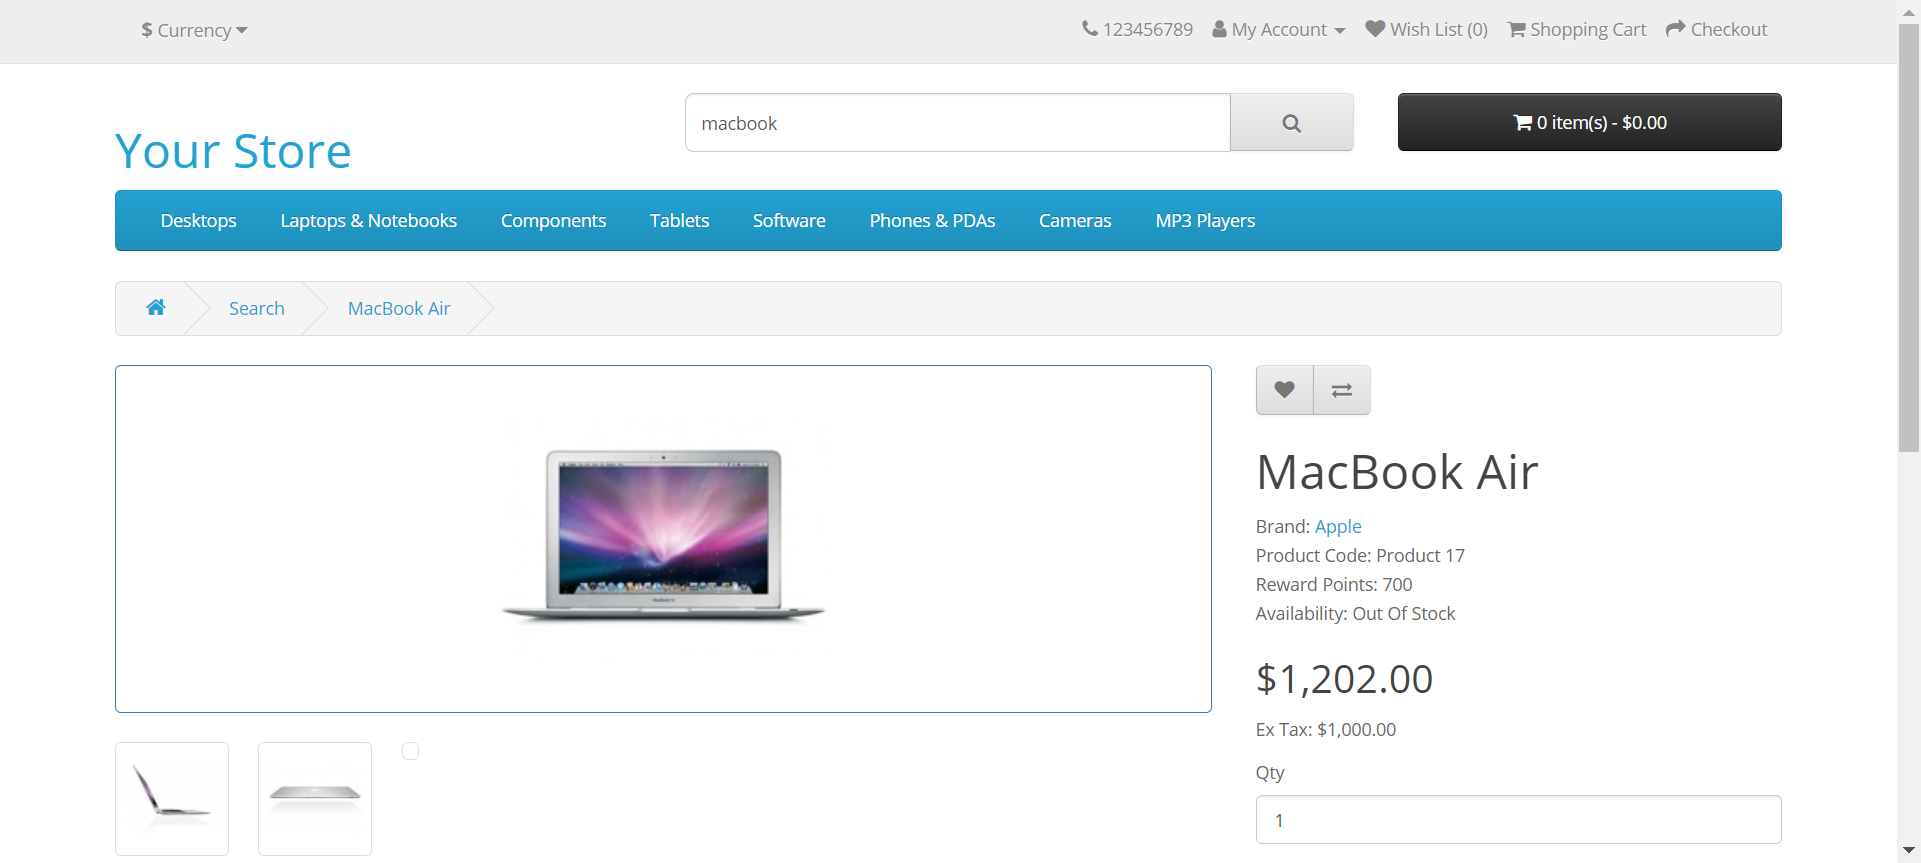 $ Currency
123456789 My Account Wish List (0) Shopping Cart Checkout
Your Store
macbook
0 item(s) - $0.00
Desktops Laptops & Notebooks Components Tablets Software Phones & PDAs Cameras MP3 Players
Search MacBook Air
MacBook Air
Brand: Apple
Product Code: Product 17
Reward Points: 700
Availability: Out Of Stock
$1,202.00
Ex Tax: $1,000.00
Qty
1